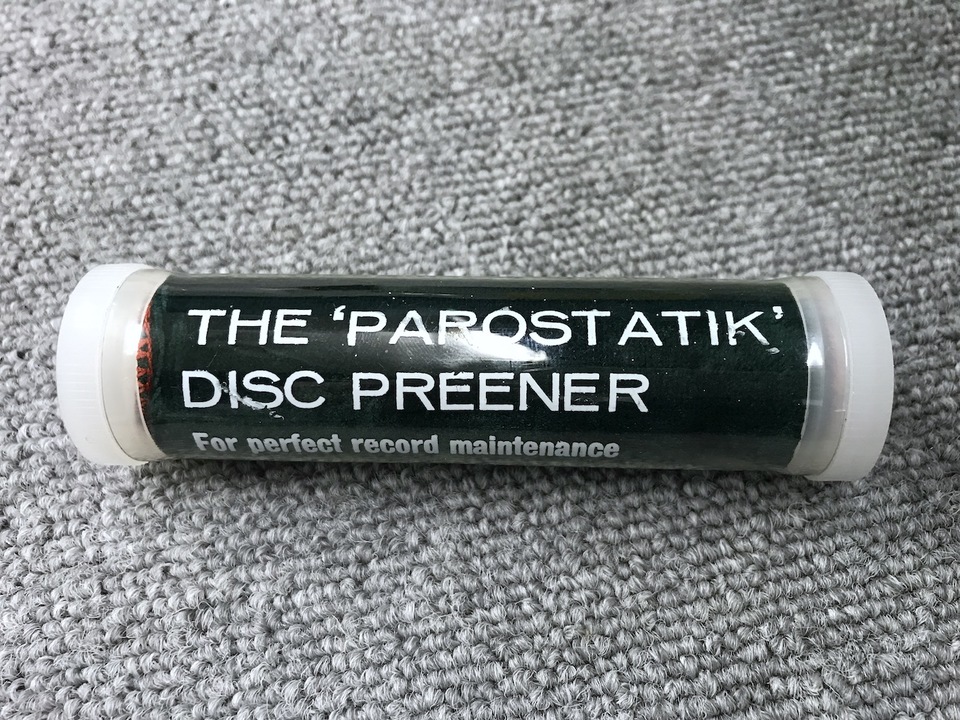 THE ‘PAROSTATIK’
DISC PREENER
For perfect record maintenance